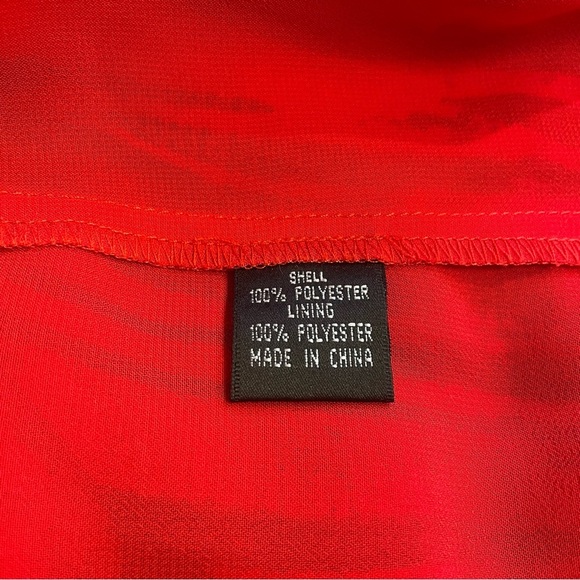 SHELL
100% POLYESTER
LINING
100% POLYESTER
MADE IN CHINA